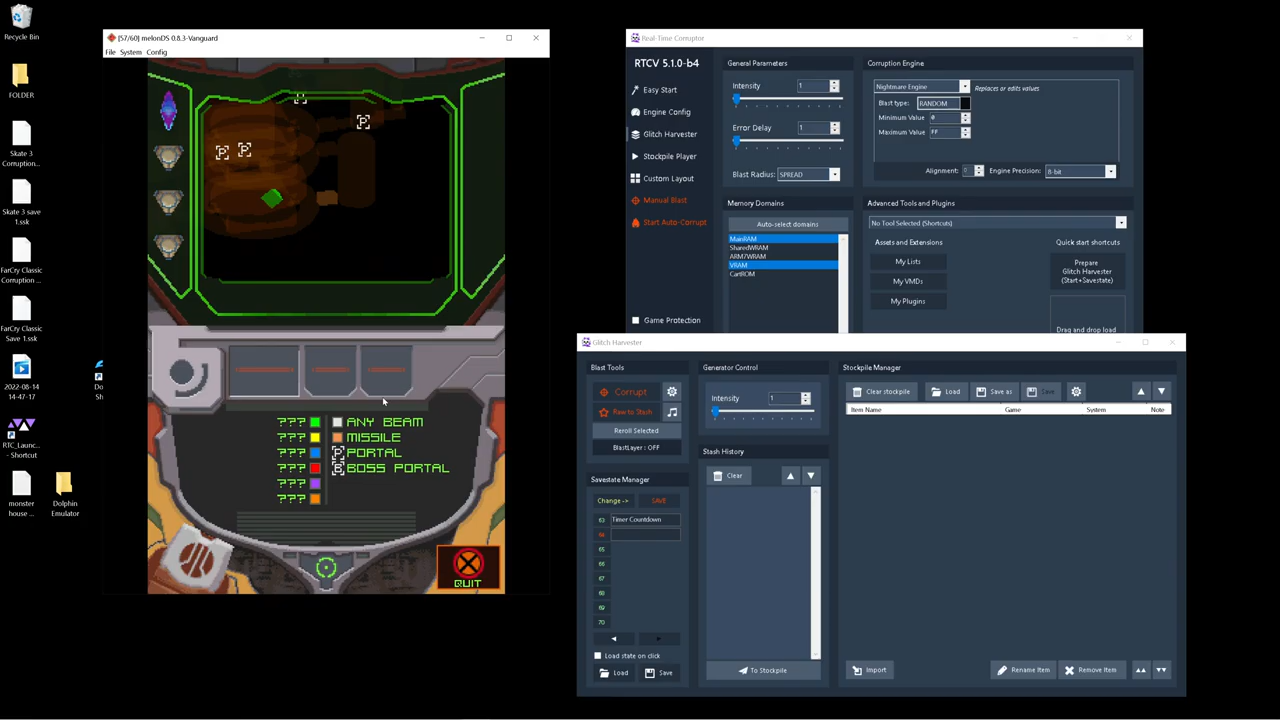 Recycle Bin
FOLDER
Skate 3
Corruption...
Skate 3 save
1.ssk
FarCry Classic
Corruption ...
FarCry Classic
Save 1.ssk
2022-08-14
14-47-17
RTC_Launc...
- Shortcut
monster
house ...
Dolphin
Emulator
[57/60] melonDS 0.8.3-Vanguard
File System Config
P
P P
??? ANY BEAM
??? MISSILE
??? P PORTAL
??? B BOSS PORTAL
???
???
QUIT
Real-Time Corruptor
RTCV 5.1.0-b4
Easy Start
Engine Config
Glitch Harvester
Stockpile Player
Custom Layout
Manual Blast
Start Auto-Corrupt
Game Protection
General Parameters
Intensity 1
Error Delay 1
Blast Radius: SPREAD
Memory Domains
Auto-select domains
MainRAM
SharedWRAM
ARM7WRAM
VRAM
CartROM
Corruption Engine
Nightmare Engine Replaces or edits values
Blast type: RANDOM
Minimum Value 0
Maximum Value FF
Alignment: 0 Engine Precision: 8-bit
Advanced Tools and Plugins
No Tool Selected (Shortcuts)
Assets and Extensions
My Lists
My VMDs
My Plugins
Quick start shortcuts
Prepare
Glitch Harvester
(Start+Savestate)
Drag and drop load
Glitch Harvester
Blast Tools
Corrupt
Raw to Stash
Reroll Selected
BlastLayer : OFF
Savestate Manager
Change -> SAVE
63 Timer Countdown
64
65
66
67
68
69
70
Load state on click
Load Save
Generator Control
Intensity 1
Stash History
Clear
To Stockpile
Stockpile Manager
Clear stockpile Load Save as Save
Item Name Game System Note
Import Rename Item Remove Item